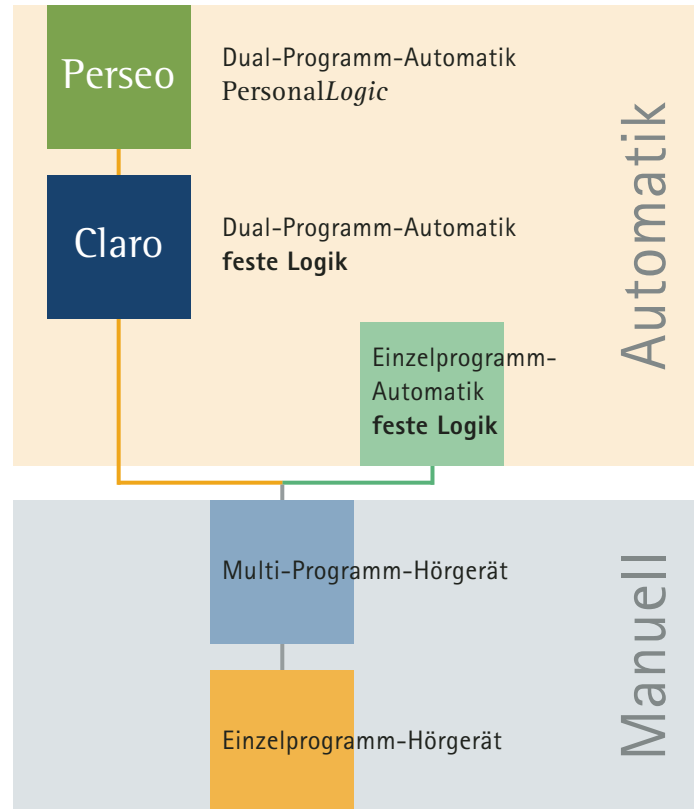 Perseo
Dual-Programm-Automatik
PersonalLogic
Claro
Dual-Programm-Automatik
feste Logik
Einzelprogramm-
Automatik
feste Logik
Automatik
Multi-Programm-Hörgerät
Einzelprogramm-Hörgerät
Manuell